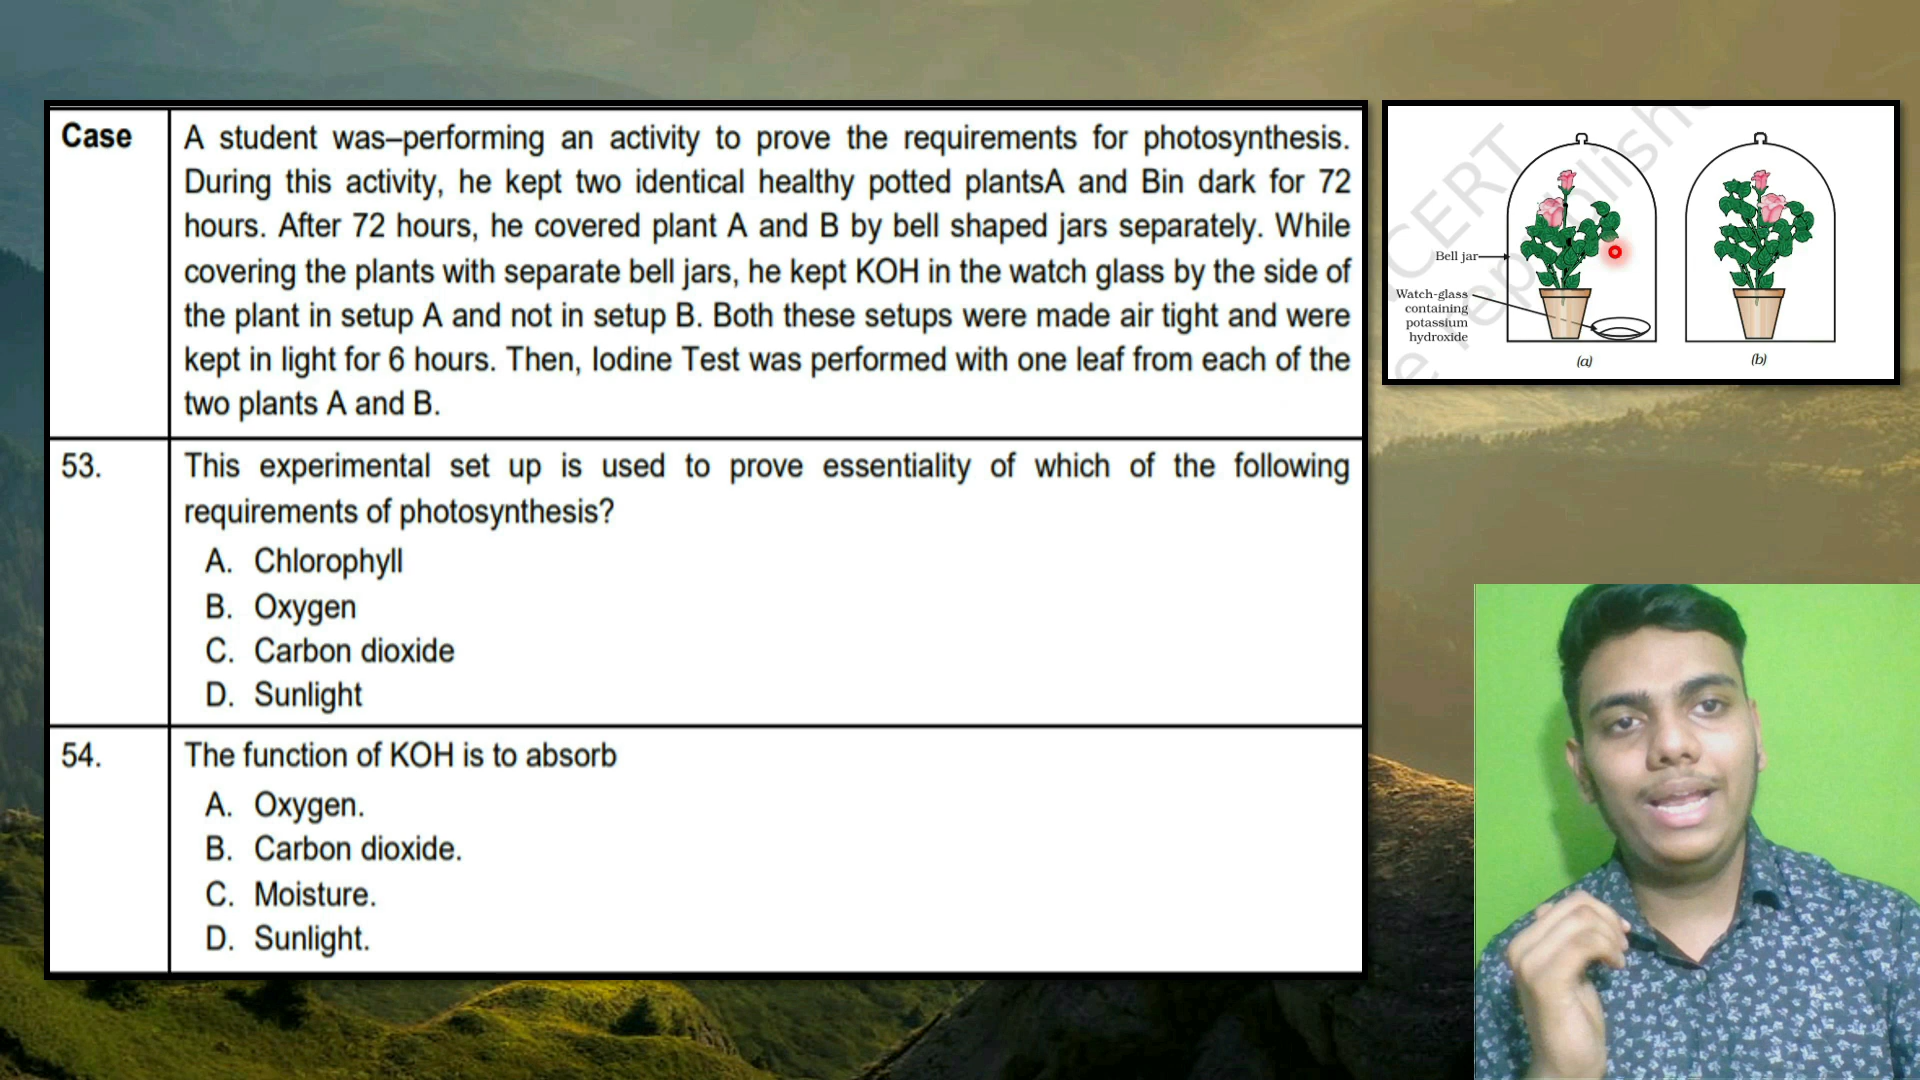 Case
A student was–performing an activity to prove the requirements for photosynthesis.
During this activity, he kept two identical healthy potted plantsA and Bin dark for 72
hours. After 72 hours, he covered plant A and B by bell shaped jars separately. While
covering the plants with separate bell jars, he kept KOH in the watch glass by the side of
the plant in setup A and not in setup B. Both these setups were made air tight and were
kept in light for 6 hours. Then, Iodine Test was performed with one leaf from each of the
two plants A and B.
53.
This experimental set up is used to prove essentiality of which of the following
requirements of photosynthesis?
A. Chlorophyll
B. Oxygen
C. Carbon dioxide
D. Sunlight
54.
The function of KOH is to absorb
A. Oxygen.
B. Carbon dioxide.
C. Moisture.
D. Sunlight.
Bell jar
Watch-glass
containing
potassium
hydroxide
(a)
(b)